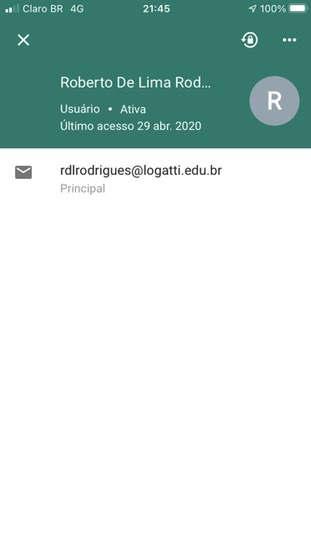 Claro BR 4G 21:45 100%
Roberto De Lima Rod...
Usuário • Ativa
Último acesso 29 abr. 2020
R
rdlrodrigues@logatti.edu.br
Principal